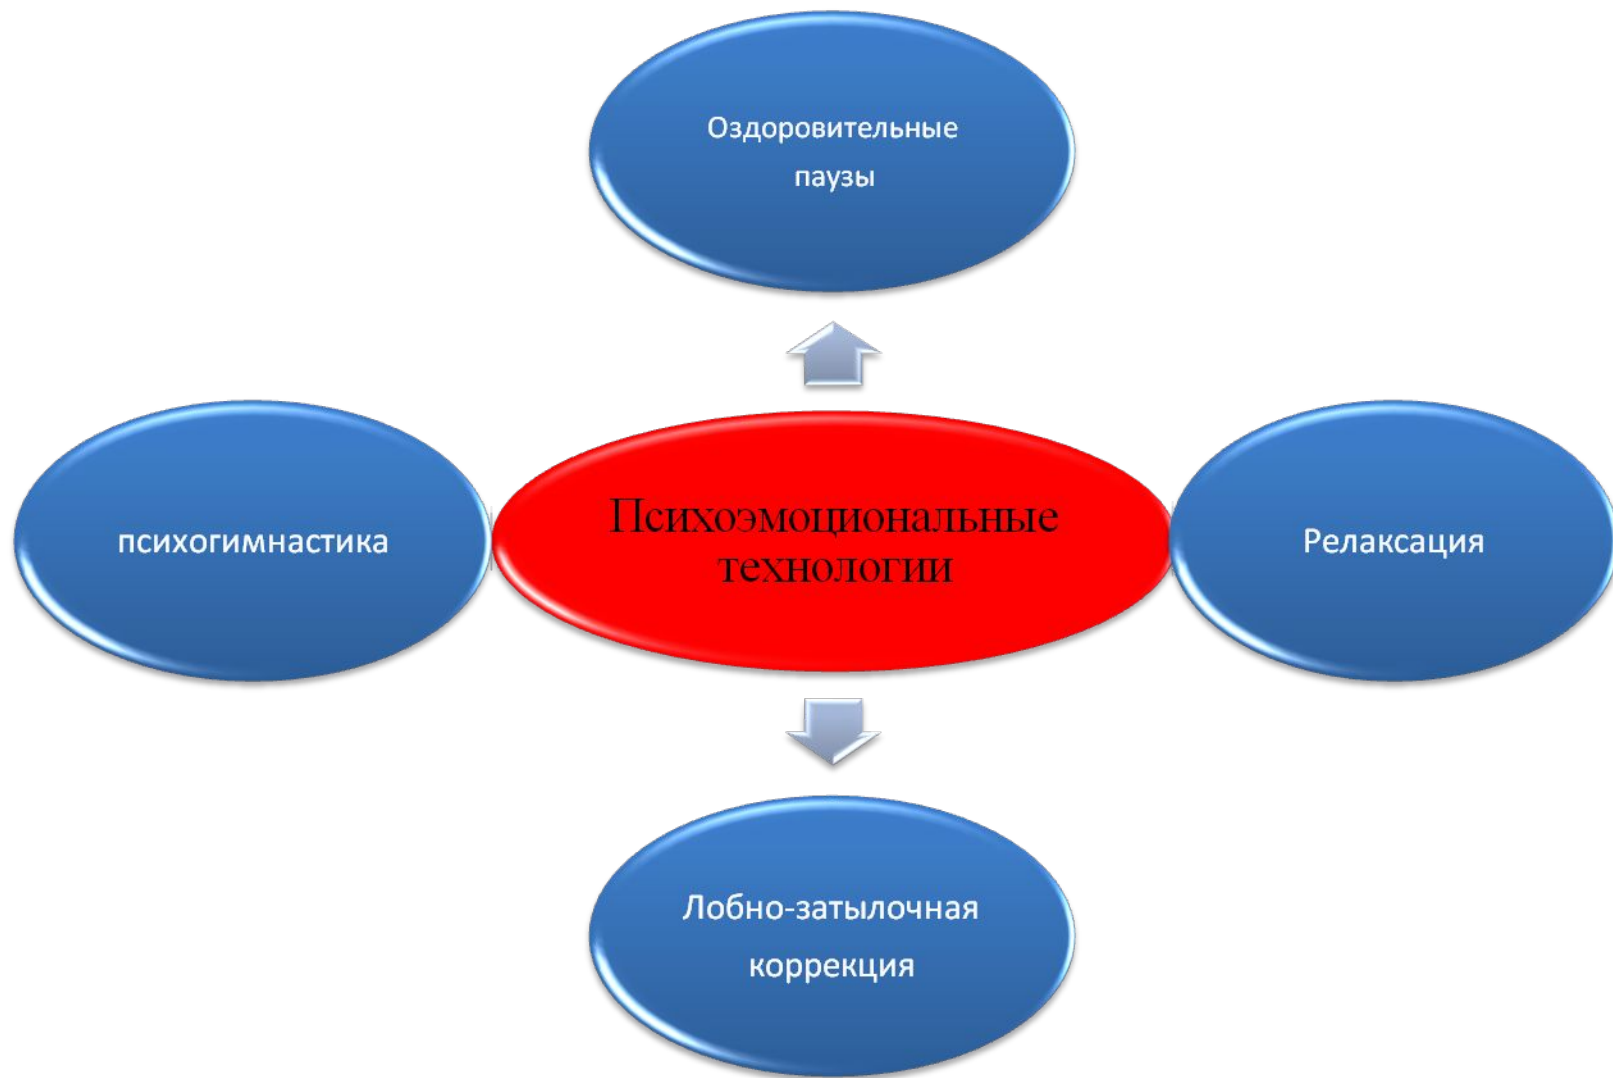 Оздоровительные
паузы
психогимнастика
Психоэмоциональные
технологии
Релаксация
Лобно-затылочная
коррекция